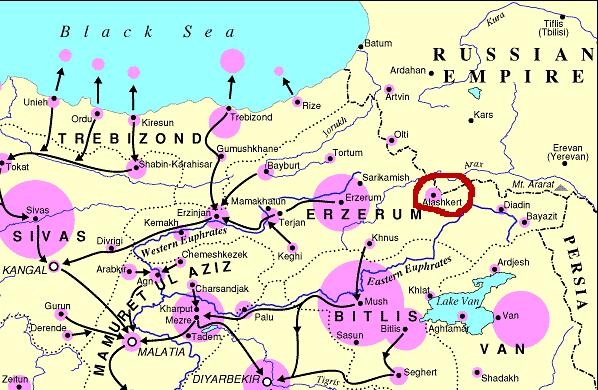 Black Sea
Kura
Tiflis
(Tbilisi)
Batum
RUSSIAN
EMPIRE
Ardahan
Artvin
Kars
Unieh
Ordu
Kiresun
Trebizond
Rize
TREBIZOND
Jorukh
Olti
Erevan
(Yerevan)
Tokat
Shabin-Karahisar
Gumushkhane
Bayburt
Tortum
Arax
Mt. Ararat
Sarikamish
Alashkert
Sivas
Erzinjan
Mamakhatun
Erzerum
Terjan
ERZERUM
Diadin
Bayazit
SIVAS
Kemakh
Divrigi
Western Euphrates
Keghi
Khnus
PERSIA
KANGAL
Chemeshkezek
Arabkir
Agn
Eastern Euphrates
Ardjesh
MAMURET UL AZIZ
Charsandjak
Khlat
Lake Van
Gurun
Kharput
Mezre
Palu
Mush
BITLIS
Van
Derende
Tadem
Bitlis
Aghtamar
MALATIA
Sasun
VAN
Zeitun
DIYARBEKIR
Tigris
Seghert
Shadakh